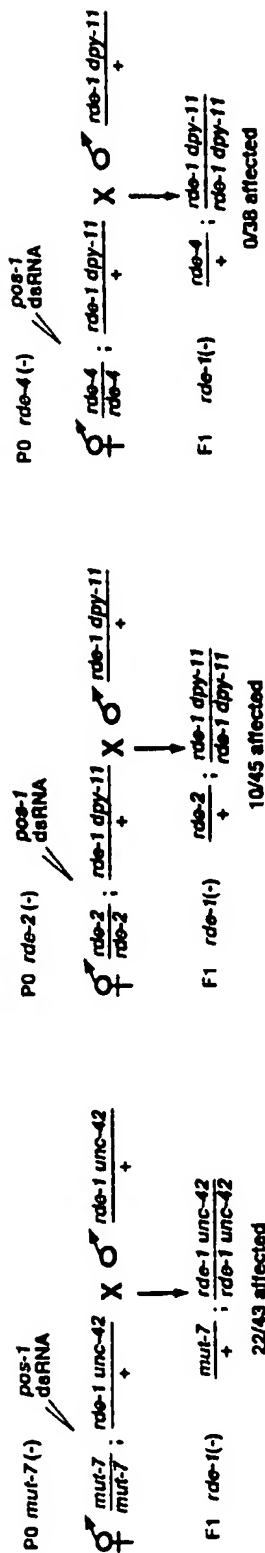 P0 mut-7(-)
pos-1
dsRNA
mut-7
mut-7
;
rde-1 unc-42
+
X
rde-1 unc-42
+
F1 rde-1(-)
mut-7
+
;
rde-1 unc-42
rde-1 unc-42
22/43 affected
P0 rde-2(-)
pos-1
dsRNA
rde-2
rde-2
;
rde-1 dpy-11
+
X
rde-1 dpy-11
+
F1 rde-1(-)
rde-2
+
;
rde-1 dpy-11
rde-1 dpy-11
10/45 affected
P0 rde-4(-)
pos-1
dsRNA
rde-4
rde-4
;
rde-1 dpy-11
+
X
rde-1 dpy-11
+
F1 rde-1(-)
rde-4
+
;
rde-1 dpy-11
rde-1 dpy-11
0/38 affected